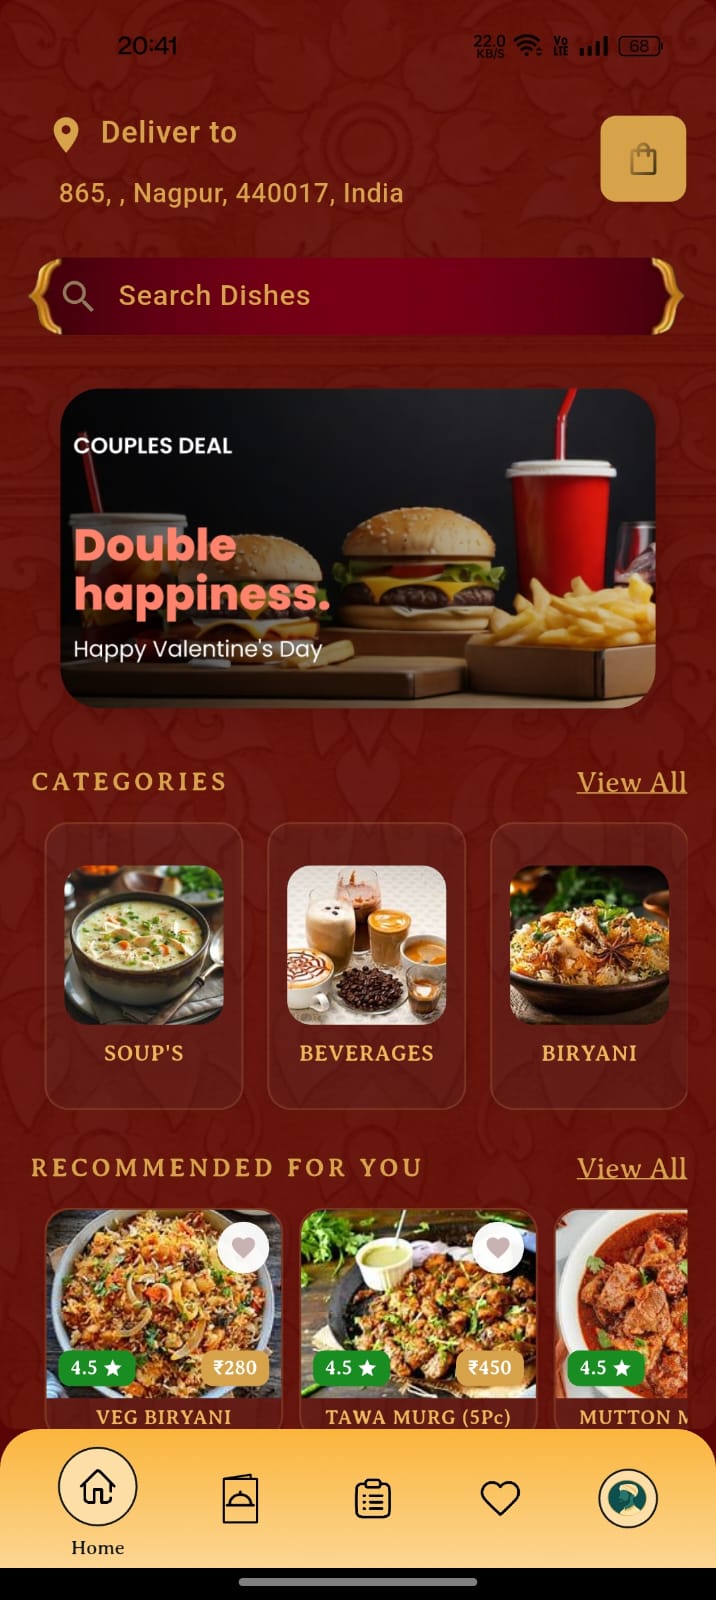 20:41
22.0 KB/S
Vo LTE
68
Deliver to
865, , Nagpur, 440017, India
Search Dishes
COUPLES DEAL
Double
happiness.
Happy Valentine's Day
CATEGORIES
View All
SOUP'S
BEVERAGES
BIRYANI
RECOMMENDED FOR YOU
View All
4.5 ★
₹280
4.5 ★
₹450
4.5 ★
VEG BIRYANI
TAWA MURG (5Pc)
MUTTON
Home